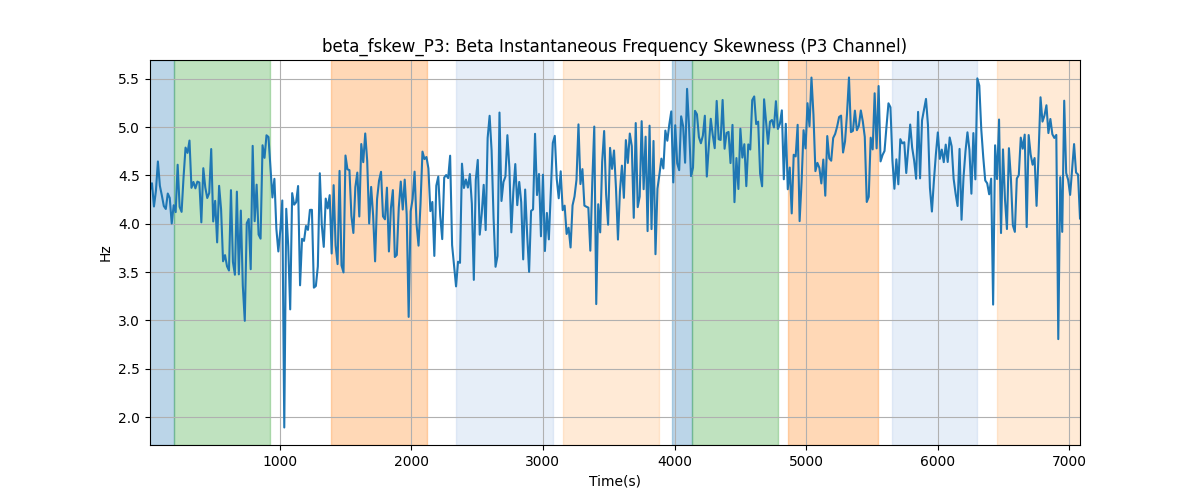 beta_fskew_P3: Beta Instantaneous Frequency Skewness (P3 Channel)
5.5
5.0
4.5
4.0
3.5
3.0
2.5
2.0
Hz
1000 2000 3000 4000 5000 6000 7000
Time(s)